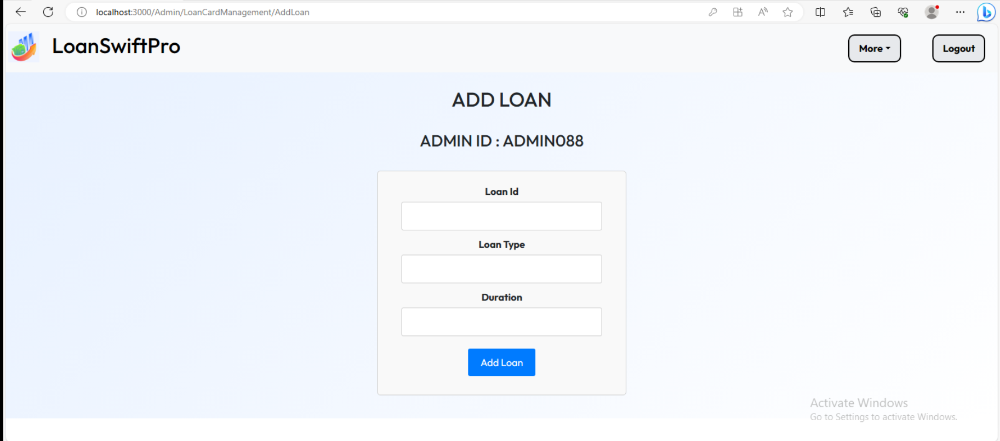 localhost:3000/Admin/LoanCardManagement/AddLoan
LoanSwiftPro
More
Logout
ADD LOAN
ADMIN ID : ADMIN088
Loan Id
Loan Type
Duration
Add Loan
Activate Windows
Go to Settings to activate Windows.